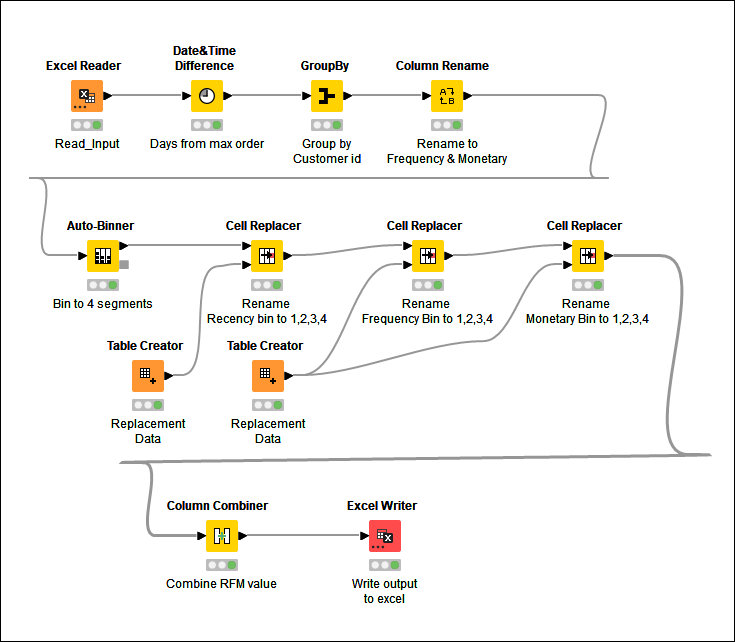 Excel Reader
Date&Time
Difference
GroupBy
Column Rename
Read_Input
Days from max order
Group by
Customer id
Rename to
Frequency & Monetary
Auto-Binner
Cell Replacer
Cell Replacer
Cell Replacer
Bin to 4 segments
Rename
Recency bin to 1,2,3,4
Rename
Frequency Bin to 1,2,3,4
Rename
Monetary Bin to 1,2,3,4
Table Creator
Table Creator
Replacement
Data
Replacement
Data
Column Combiner
Excel Writer
Combine RFM value
Write output
to excel